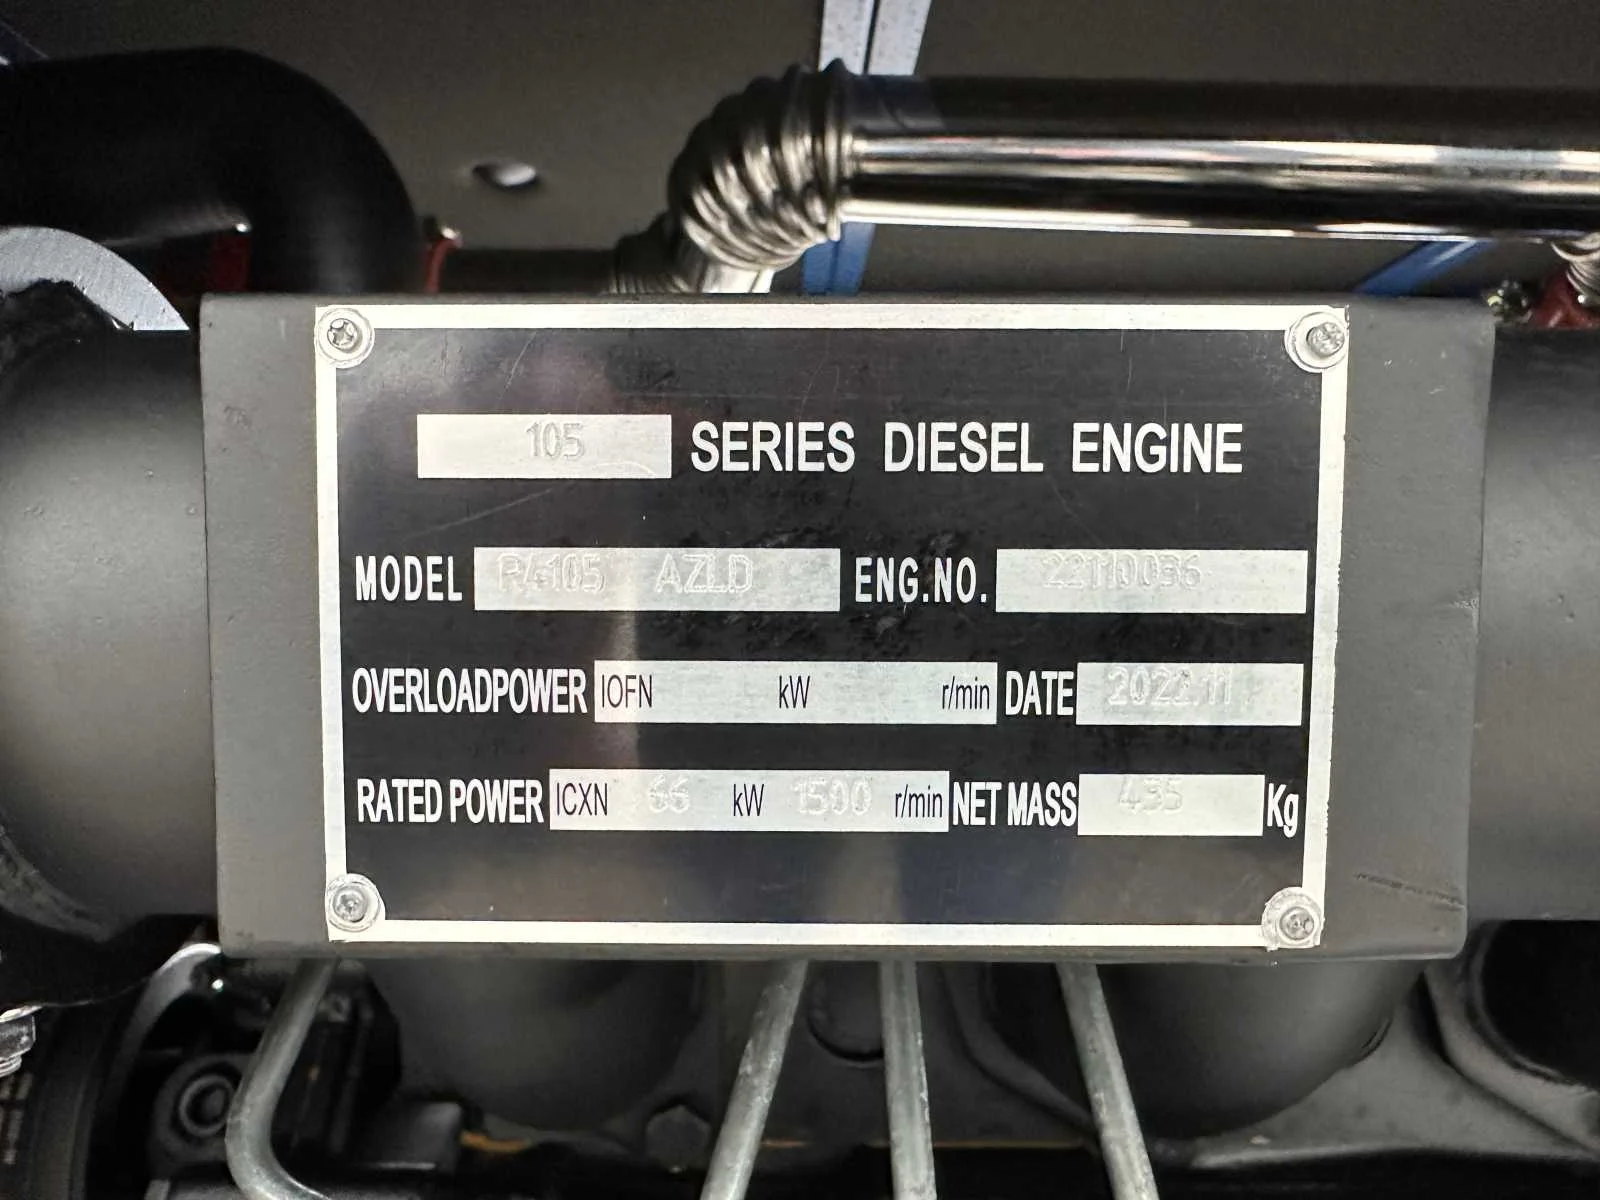 105 SERIES DIESEL ENGINE
MODEL R4105 AZLD ENG.NO. 22110036
OVERLOADPOWER IOFN kW r/min DATE 2022.11
RATED POWER ICXN 66 kW 1500 r/min NET MASS 435 Kg